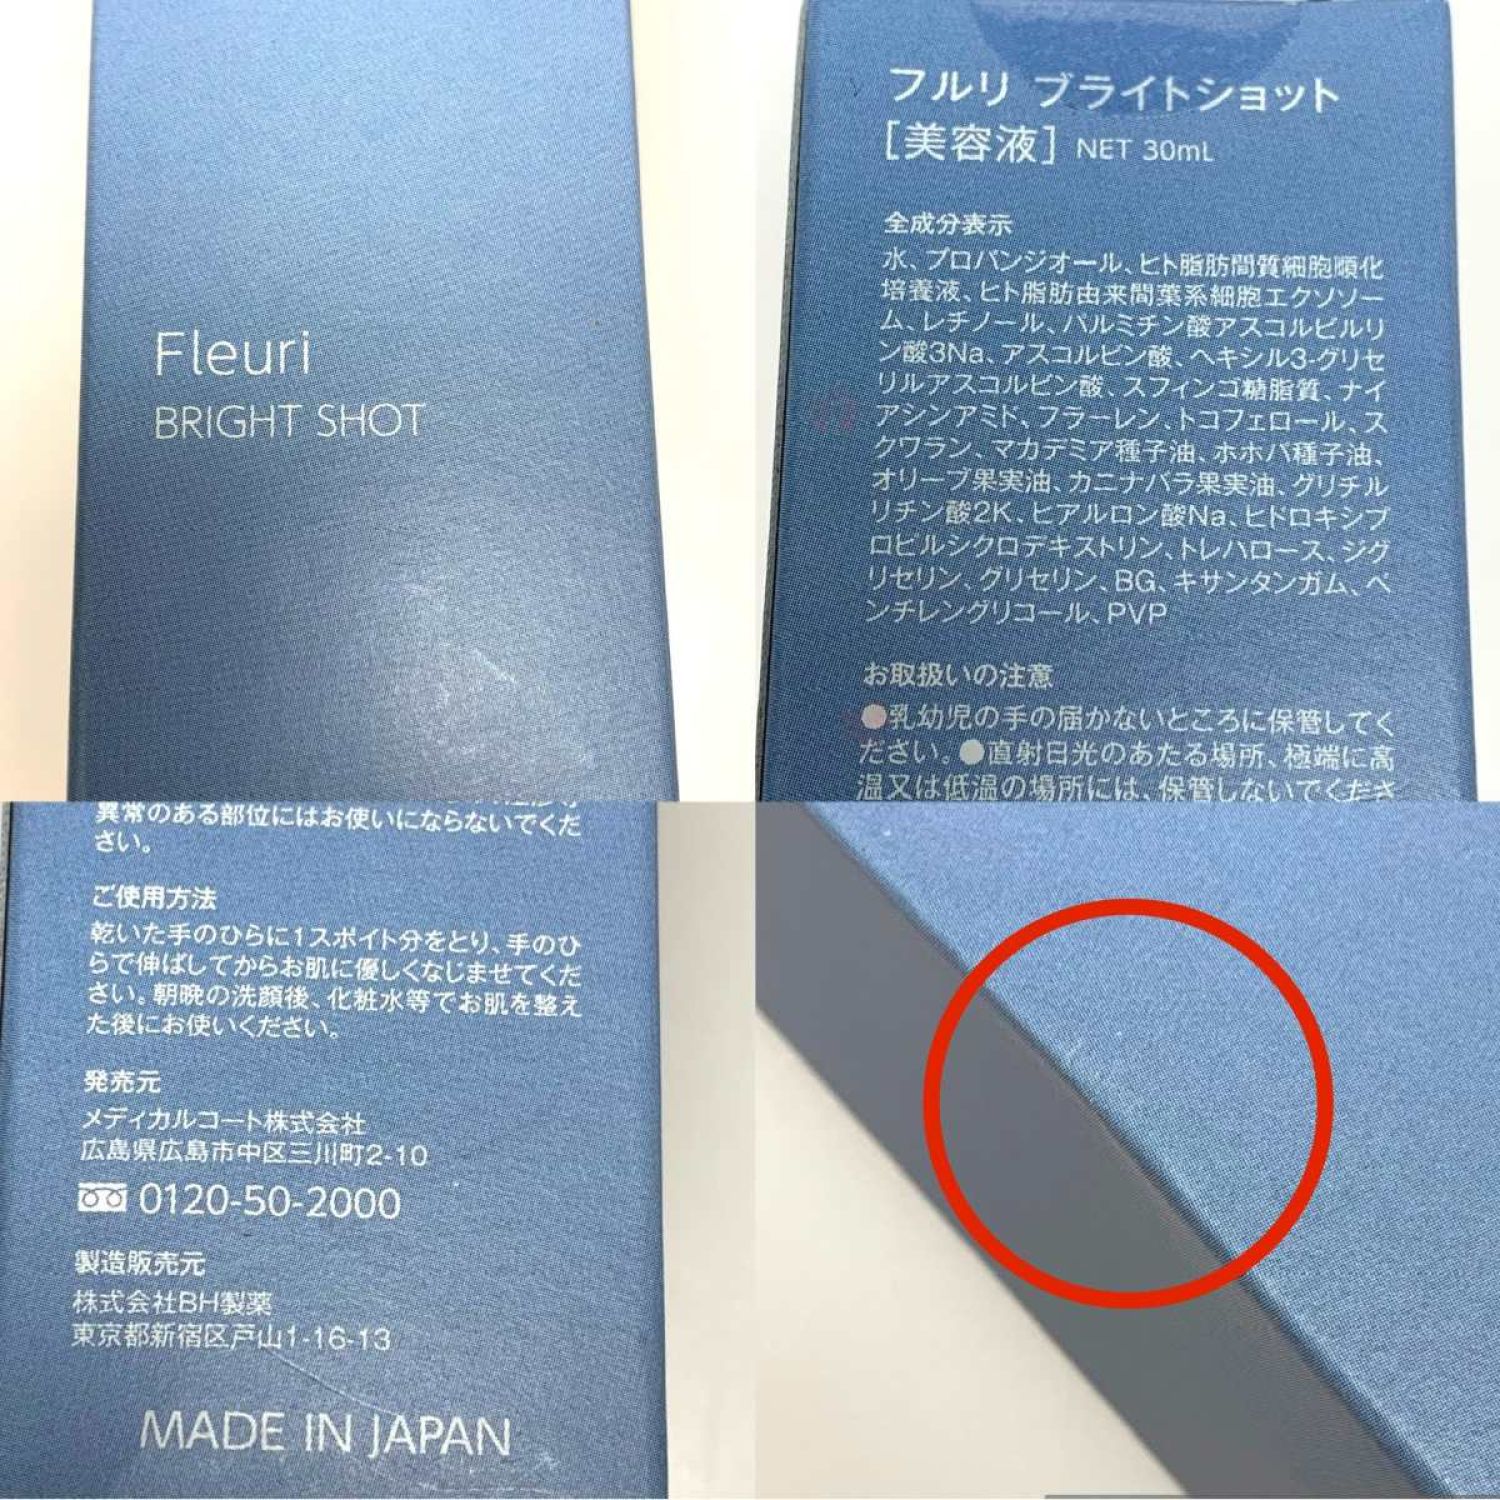 Fleuri
BRIGHT SHOT
フルリ ブライトショット
[美容液] NET 30mL
全成分表示
水、プロパンジオール、ヒト脂肪間質細胞順化
培養液、ヒト脂肪由来間葉系細胞エクソソー
ム、レチノール、パルミチン酸アスコルビルリ
ン酸3Na、アスコルビン酸、ヘキシル3-グリセ
リルアスコルビン酸、スフィンゴ糖脂質、ナイ
アシンアミド、フラーレン、トコフェロール、ス
クワラン、マカデミア種子油、ホホバ種子油、
オリーブ果実油、カニナバラ果実油、グリチル
リチン酸2K、ヒアルロン酸Na、ヒドロキシプ
ロピルシクロデキストリン、トレハロース、ジグ
リセリン、グリセリン、BG、キサンタンガム、ペ
ンチレングリコール、PVP
お取扱いの注意
●乳幼児の手の届かないところに保管してく
ださい。●直射日光のあたる場所、極端に高
温又は低温の場所には、保管しないでくださ
異常のある部位にはお使いにならないでくだ
さい。
ご使用方法
乾いた手のひらに1スポイト分をとり、手のひ
らで伸ばしてからお肌に優しくなじませてくだ
さい。朝晩の洗顔後、化粧水等でお肌を整え
た後にお使いください。
発売元
メディカルコート株式会社
広島県広島市中区三川町2-10
0120-50-2000
製造販売元
株式会社BH製薬
東京都新宿区戸山1-16-13
MADE IN JAPAN